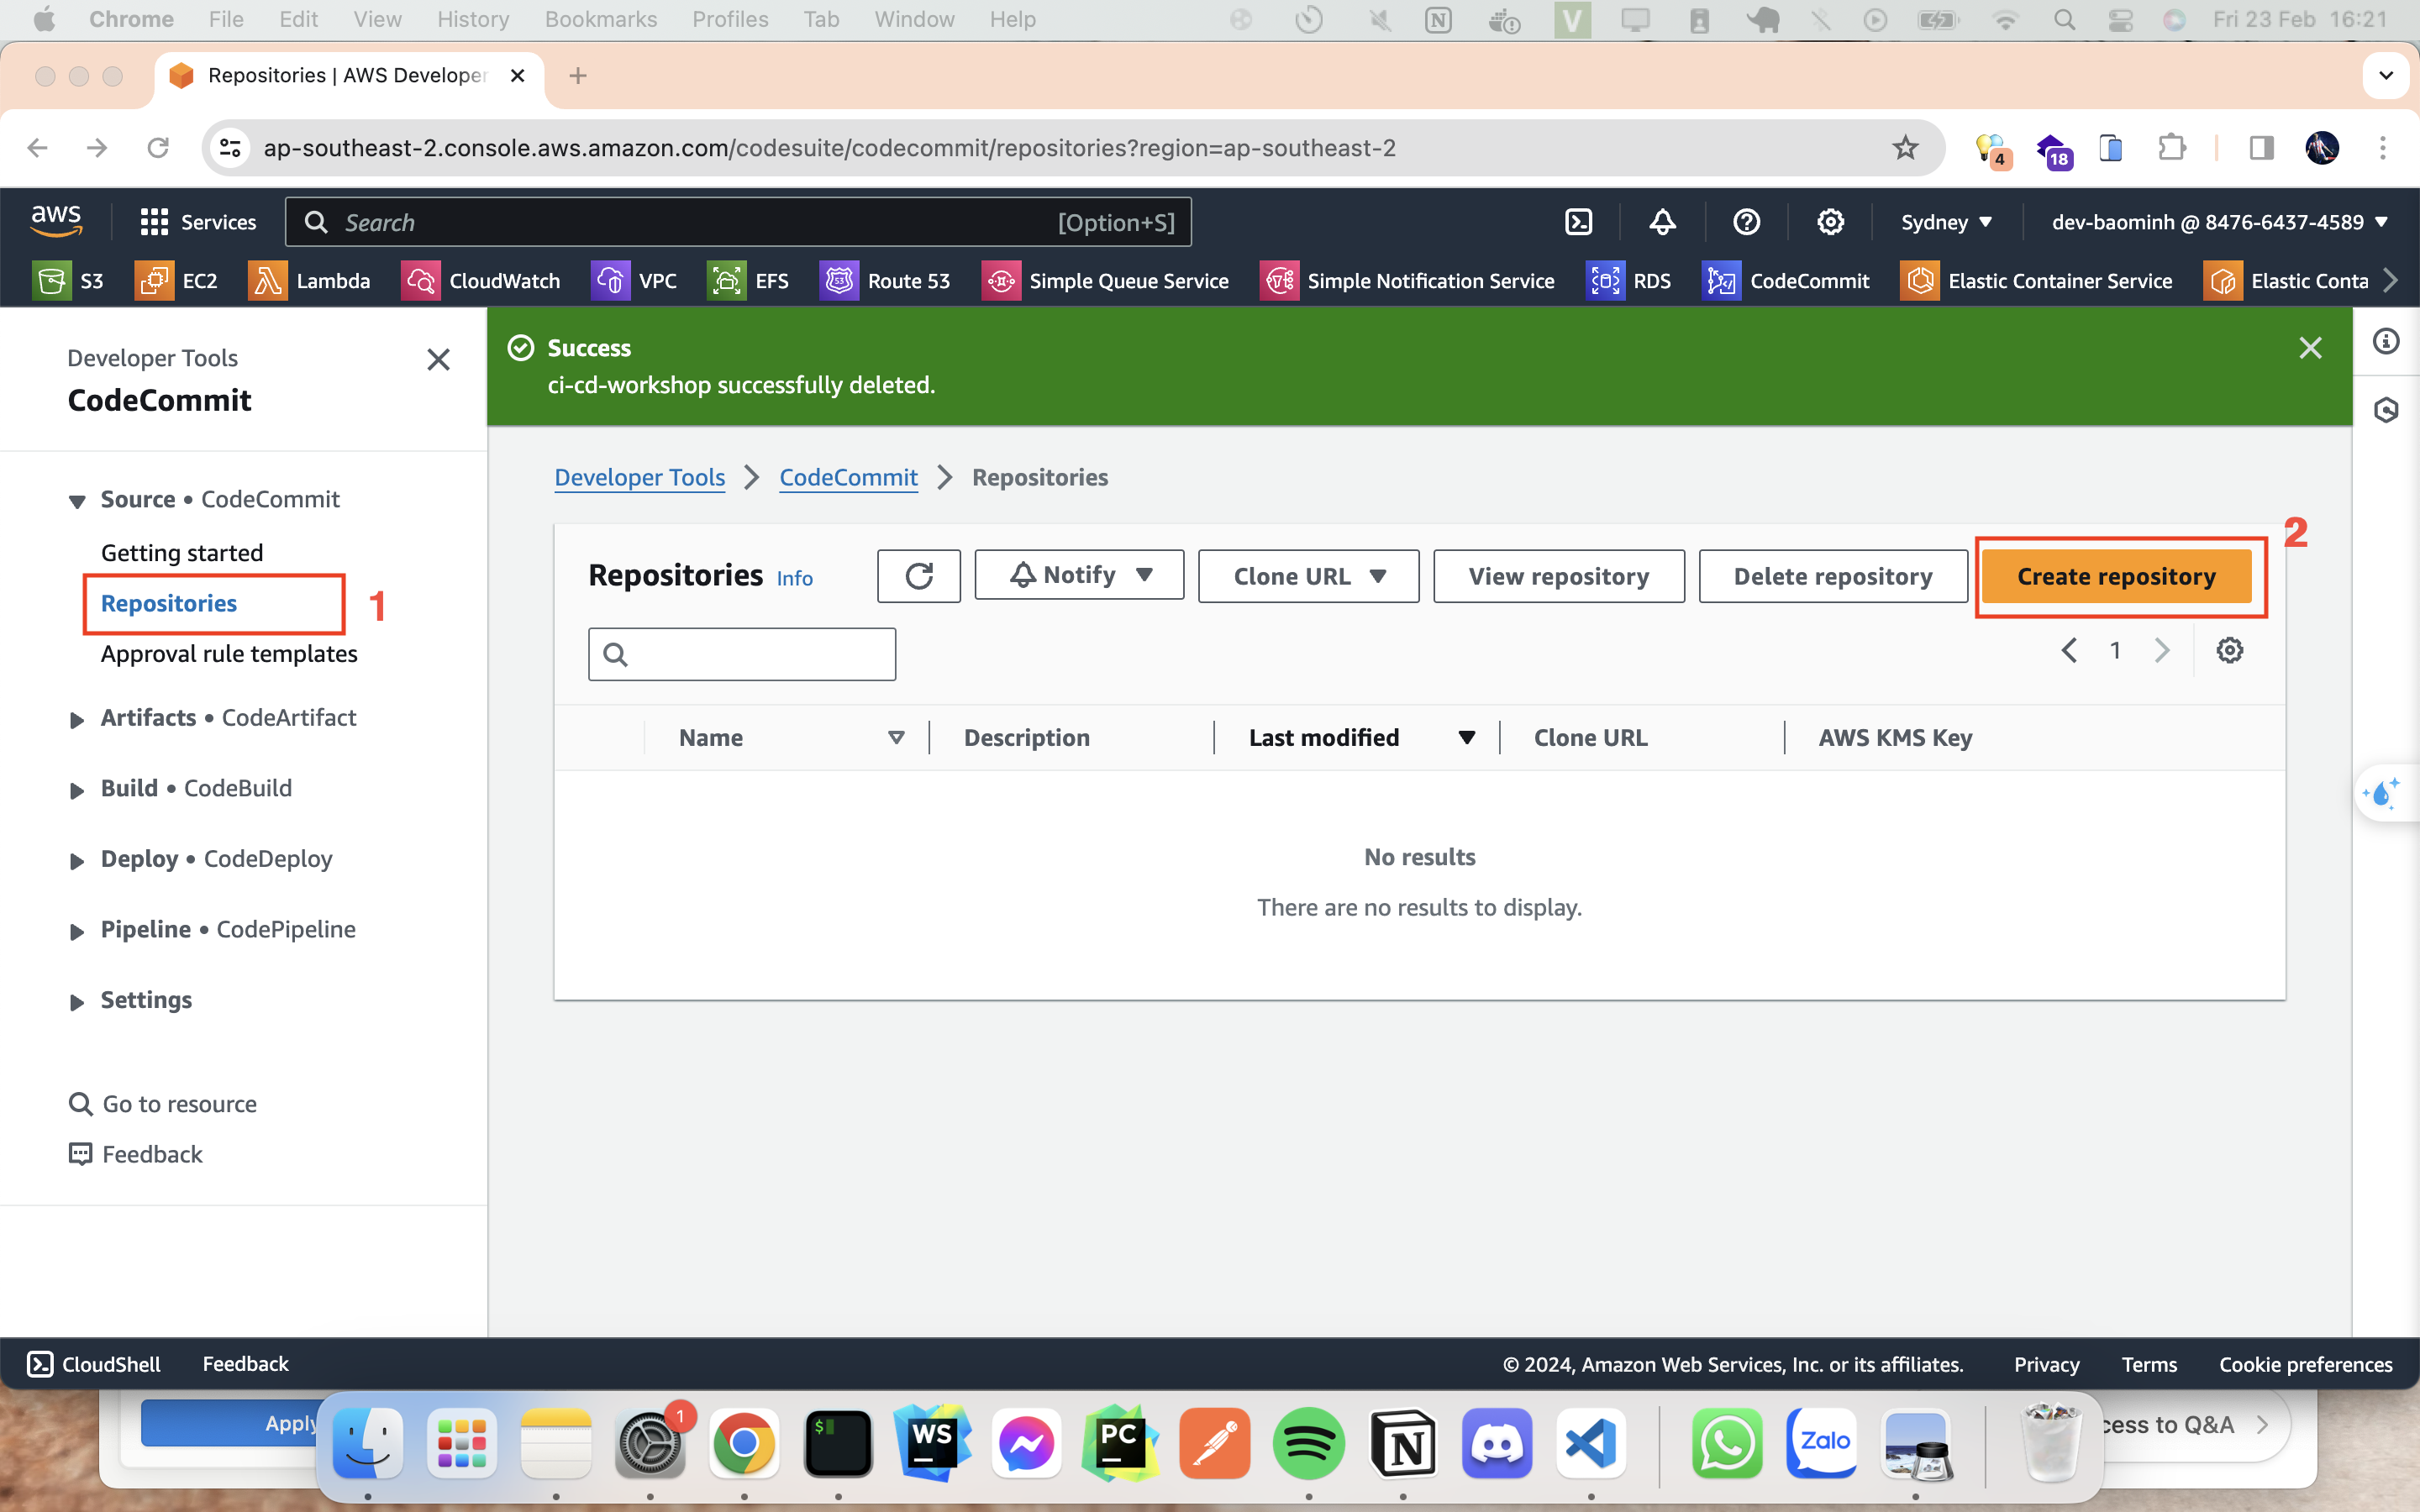 Chrome File Edit View History Bookmarks Profiles Tab Window Help Fri 23 Feb 16:21
Repositories | AWS Developer
ap-southeast-2.console.aws.amazon.com/codesuite/codecommit/repositories?region=ap-southeast-2
4
18
aws Services Search [Option+S] Sydney dev-baominh @ 8476-6437-4589
S3 EC2 Lambda CloudWatch VPC EFS Route 53 Simple Queue Service Simple Notification Service RDS CodeCommit Elastic Container Service Elastic Conta
Developer Tools
CodeCommit
Source • CodeCommit
Getting started
Repositories 1
Approval rule templates
Artifacts • CodeArtifact
Build • CodeBuild
Deploy • CodeDeploy
Pipeline • CodePipeline
Settings
Go to resource
Feedback
Success
ci-cd-workshop successfully deleted.
Developer Tools > CodeCommit > Repositories
2
Repositories Info Notify Clone URL View repository Delete repository Create repository
1
Name Description Last modified Clone URL AWS KMS Key
No results
There are no results to display.
CloudShell Feedback © 2024, Amazon Web Services, Inc. or its affiliates. Privacy Terms Cookie preferences
Apply
1
$
WS
PC
N
Zalo
cess to Q&A